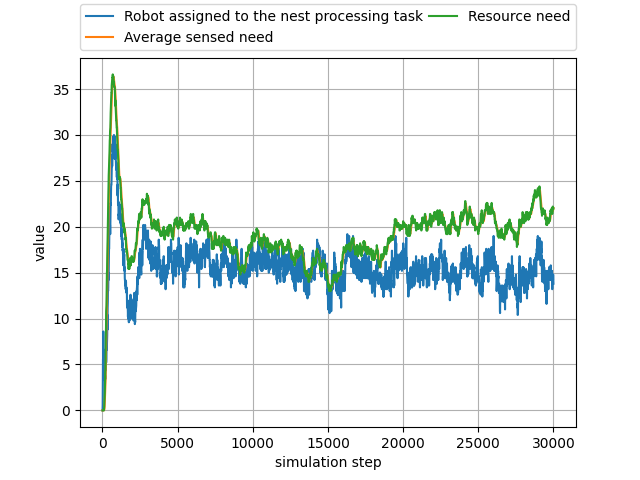 Robot assigned to the nest processing task
Resource need
Average sensed need
35
30
25
20
15
10
5
0
value
0 5000 10000 15000 20000 25000 30000
simulation step